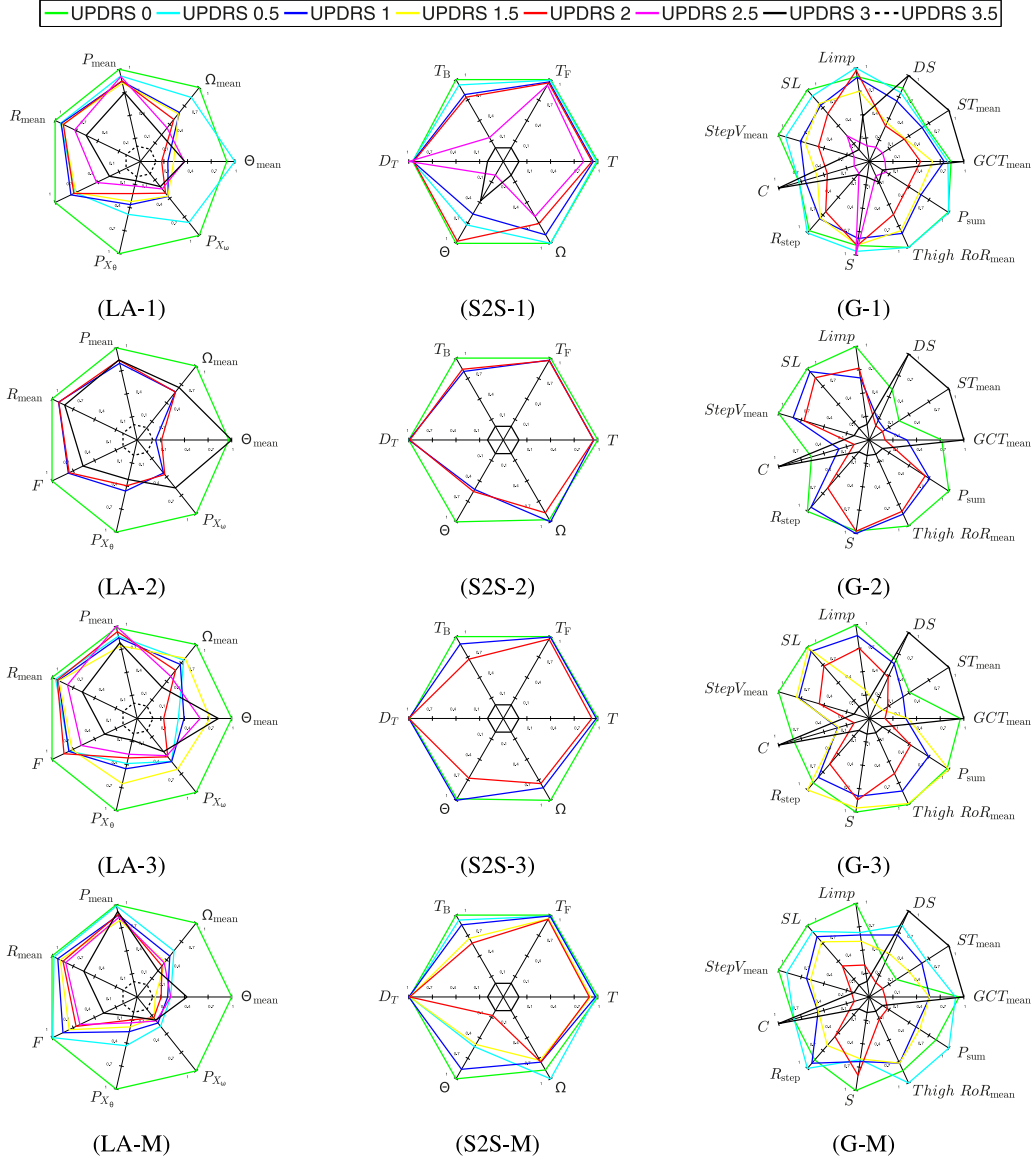 UPDRS 0 UPDRS 0.5 UPDRS 1 UPDRS 1.5 UPDRS 2 UPDRS 2.5 UPDRS 3 UPDRS 3.5
P_mean Ω_mean Θ_mean P_Xω P_Xθ R_mean
T_B T_F T Ω Θ D_T
Limp DS ST_mean GCT_mean P_sum Thigh RoR_mean S R_step C StepV_mean SL
(LA-1) (S2S-1) (G-1)
P_mean Ω_mean Θ_mean P_Xω P_Xθ F R_mean
T_B T_F T Ω Θ D_T
Limp DS ST_mean GCT_mean P_sum Thigh RoR_mean S R_step C StepV_mean SL
(LA-2) (S2S-2) (G-2)
P_mean Ω_mean Θ_mean P_Xω P_Xθ F R_mean
T_B T_F T Ω Θ D_T
Limp DS ST_mean GCT_mean P_sum Thigh RoR_mean S R_step C StepV_mean SL
(LA-3) (S2S-3) (G-3)
P_mean Ω_mean Θ_mean P_Xω P_Xθ F R_mean
T_B T_F T Ω Θ D_T
Limp DS ST_mean GCT_mean P_sum Thigh RoR_mean S R_step C StepV_mean SL
(LA-M) (S2S-M) (G-M)